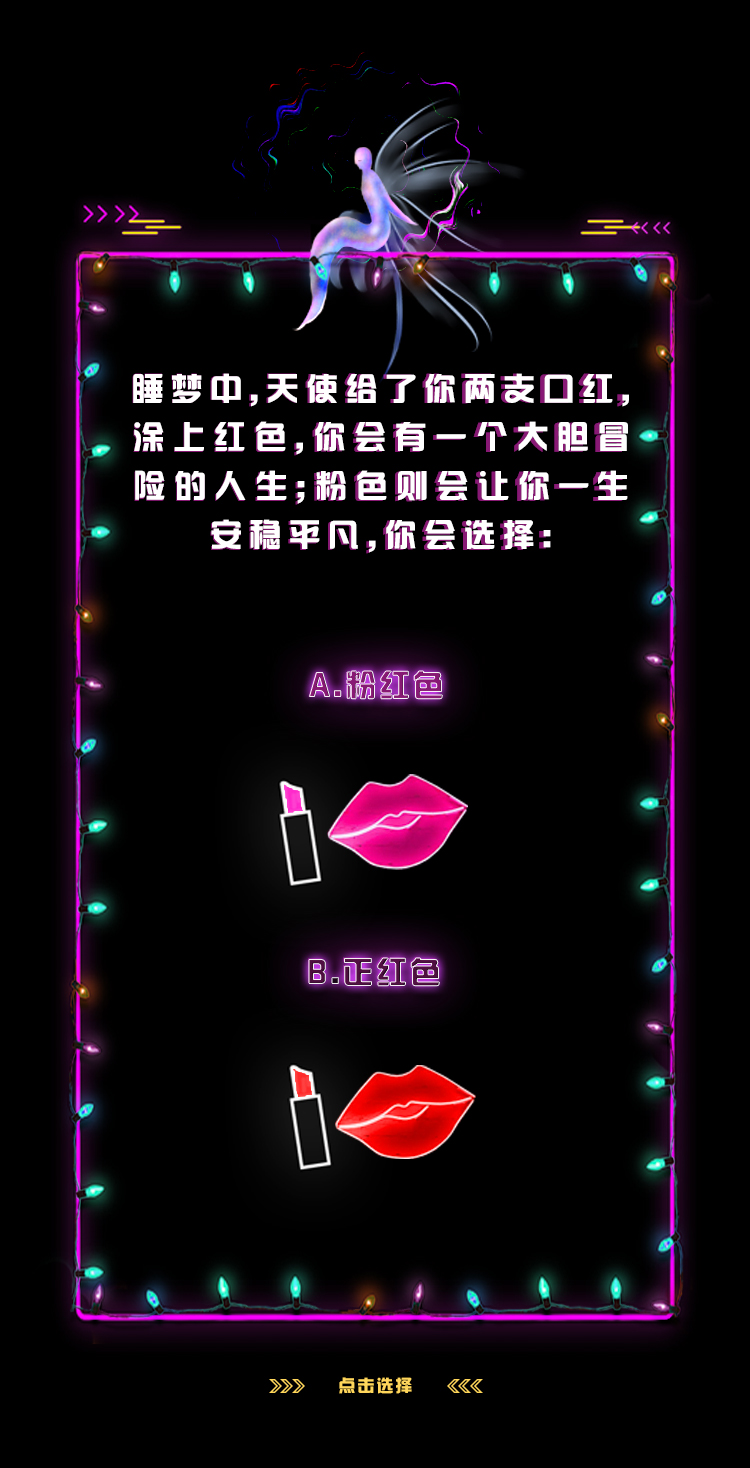 睡梦中,天使给了你两支口红,
涂上红色,你会有一个大胆冒
险的人生;粉色则会让你一生
安稳平凡,你会选择:
A.粉红色
B.正红色
点击选择